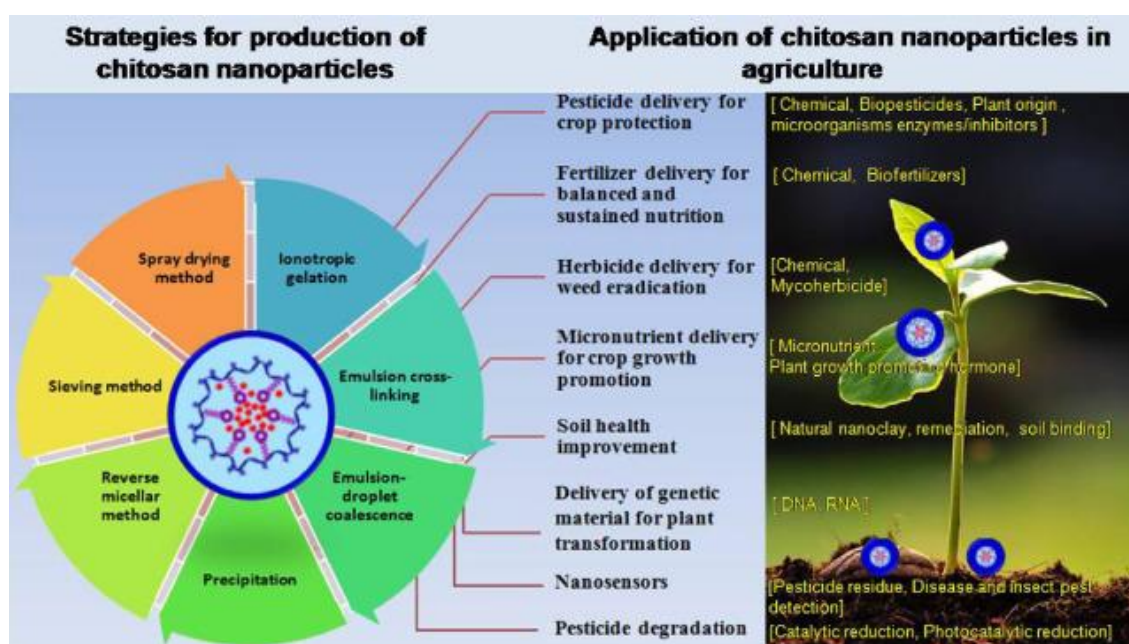 Strategies for production of
chitosan nanoparticles
Application of chitosan nanoparticles in
agriculture
Spray drying
method
Ionotropic
gelation
Sieving method
Emulsion cross-
linking
Reverse
micellar
method
Emulsion-
droplet
coalescence
Precipitation
Pesticide delivery for
crop protection
[ Chemical, Biopesticides, Plant origin ,
microorganisms enzymes/inhibitors ]
Fertilizer delivery for
balanced and
sustained nutrition
[ Chemical, Biofertilizers]
Herbicide delivery for
weed eradication
[Chemical,
Mycoherbicide]
Micronutrient delivery
for crop growth
promotion
[ Micronutrient
Plant growth hormone]
Soil health
improvement
[Natural nanoclay, remediation, soil binding]
Delivery of genetic
material for plant
transformation
[ DNA, RNA ]
Nanosensors
[Pesticide residue, Disease and insect pest
detection]
Pesticide degradation
[Catalytic reduction, Photocatalytic reduction]